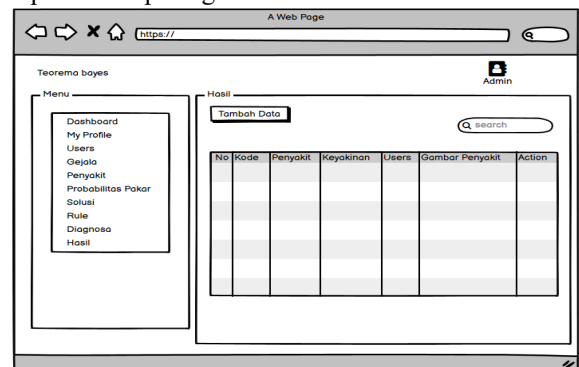 A Web Page
https://
Teorema bayes
Admin
Menu
Dashboard
My Profile
Users
Gejala
Penyakit
Probabilitas Pakar
Solusi
Rule
Diagnosa
Hasil
Hasil
Tambah Data
search
No Kode Penyakit Keyakinan Users Gambar Penyakit Action